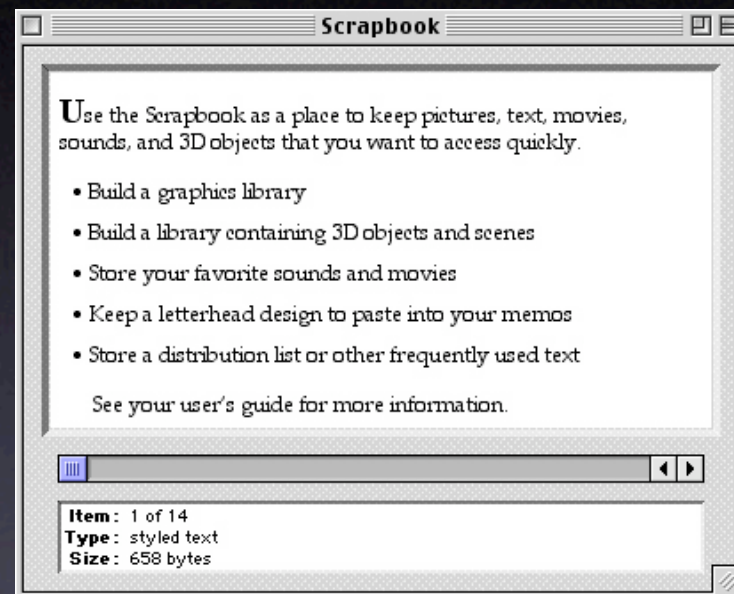 Scrapbook
Use the Scrapbook as a place to keep pictures, text, movies,
sounds, and 3D objects that you want to access quickly.
• Build a graphics library
• Build a library containing 3D objects and scenes
• Store your favorite sounds and movies
• Keep a letterhead design to paste into your memos
• Store a distribution list or other frequently used text
See your user's guide for more information.
Item: 1 of 14
Type: styled text
Size: 658 bytes